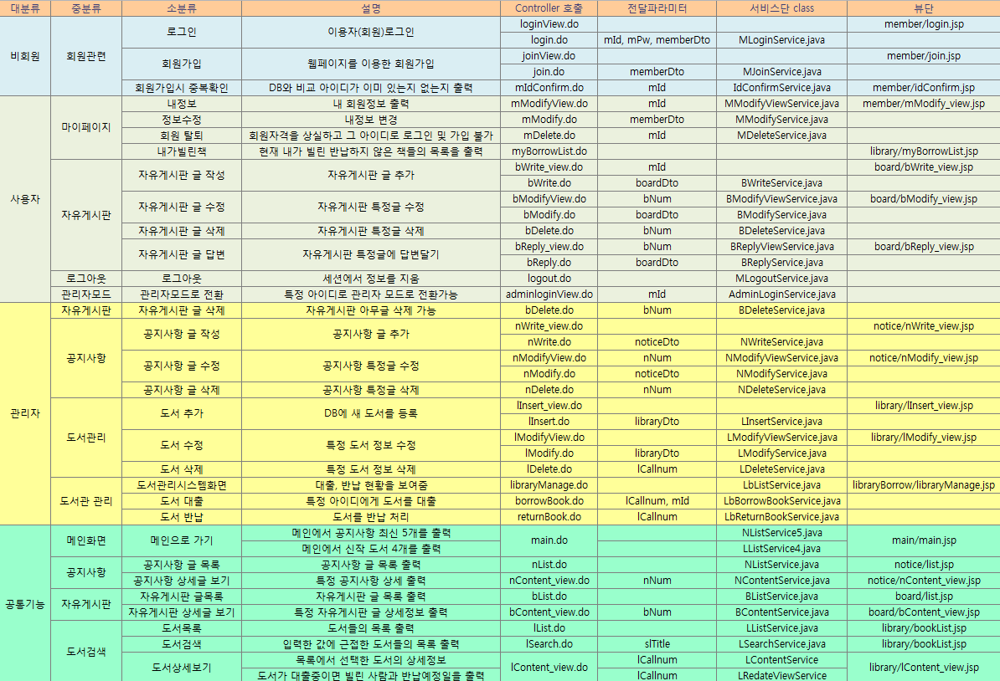 대분류 중분류 소분류 설명 Controller 호출 전달파라미터 서비스단 class 뷰단
비회원 회원관련 로그인 이용자(회원)로그인 loginView.do member/login.jsp
login.do mId, mPw, memberDto MLoginService.java
회원가입 웹페이지를 이용한 회원가입 joinView.do member/join.jsp
join.do memberDto MJoinService.java
회원가입시 중복확인 DB와 비교 아이디가 이미 있는지 없는지 출력 mIdConfirm.do mId IdConfirmService.java member/idConfirm.jsp
사용자 마이페이지 내정보 내 회원정보 출력 mModifyView.do mId MModifyViewService.java member/mModify_view.jsp
정보수정 내정보 변경 mModify.do memberDto MModifyService.java
회원 탈퇴 회원자격을 상실하고 그 아이디로 로그인 및 가입 불가 mDelete.do mId MDeleteService.java
내가빌린책 현재 내가 빌린 반납하지 않은 책들의 목록을 출력 myBorrowList.do library/myBorrowList.jsp
자유게시판 자유게시판 글 작성 자유게시판 글 추가 bWrite_view.do mId board/bWrite_view.jsp
bWrite.do boardDto BWriteService.java
자유게시판 글 수정 자유게시판 특정글 수정 bModifyView.do bNum BModifyViewService.java board/bModify_view.jsp
bModify.do boardDto BModifyService.java
자유게시판 글 삭제 자유게시판 특정글 삭제 bDelete.do bNum BDeleteService.java
자유게시판 글 답변 자유게시판 특정글에 답변달기 bReply_view.do bNum BReplyViewService.java board/bReply_view.jsp
bReply.do boardDto BReplyService.java
로그아웃 로그아웃 세션에서 정보를 지움 logout.do MLogoutService.java
관리자모드 관리자모드로 전환 특정 아이디로 관리자 모드로 전환가능 adminloginView.do mId AdminLoginService.java
관리자 자유게시판 자유게시판 글 삭제 자유게시판 아무글 삭제 가능 bDelete.do bNum BDeleteService.java
공지사항 공지사항 글 작성 공지사항 글 추가 nWrite_view.do notice/nWrite_view.jsp
nWrite.do noticeDto NWriteService.java
공지사항 글 수정 공지사항 특정글 수정 nModifyView.do nNum NModifyViewService.java notice/nModify_view.jsp
nModify.do noticeDto NModifyService.java
공지사항 글 삭제 공지사항 특정글 삭제 nDelete.do nNum NDeleteService.java
도서관리 도서 추가 DB에 새 도서를 등록 lInsert_view.do library/lInsert_view.jsp
lInsert.do libraryDto LInsertService.java
도서 수정 특정 도서 정보 수정 lModifyView.do LModifyViewService.java library/lModify_view.jsp
lModify.do libraryDto LModifyService.java
도서 삭제 특정 도서 정보 삭제 lDelete.do lCallnum LDeleteService.java
도서관 관리 도서관리시스템화면 대출, 반납 현황을 보여줌 libraryManage.do LbListService.java libraryBorrow/libraryManage.jsp
도서 대출 특정 아이디에게 도서를 대출 borrowBook.do lCallnum, mId LbBorrowBookService.java
도서 반납 도서를 반납 처리 returnBook.do lCallnum LbReturnBookService.java
공통기능 메인화면 메인으로 가기 메인에서 공지사항 최신 5개를 출력 main.do NListService5.java main/main.jsp
메인에서 신작 도서 4개를 출력 LListService4.java
공지사항 공지사항 글 목록 공지사항 글 목록 출력 nList.do NListService.java notice/list.jsp
공지사항 상세글 보기 특정 공지사항 상세 출력 nContent_view.do nNum NContentService.java notice/nContent_view.jsp
자유게시판 자유게시판 글목록 자유게시판 글 목록 출력 bList.do BListService.java board/list.jsp
자유게시판 상세글 보기 특정 자유게시판 글 상세정보 출력 bContent_view.do bNum BContentService.java board/bContent_view.jsp
도서검색 도서목록 도서들의 목록 출력 lList.do LListService.java library/bookList.jsp
도서검색 입력한 값에 근접한 도서들의 목록 출력 lSearch.do slTitle LSearchService.java library/bookList.jsp
도서상세보기 목록에서 선택한 도서의 상세정보 lContent_view.do lCallnum LContentService library/lContent_view.jsp
도서가 대출중이면 빌린 사람과 반납예정일을 출력 lCallnum LRedateViewService